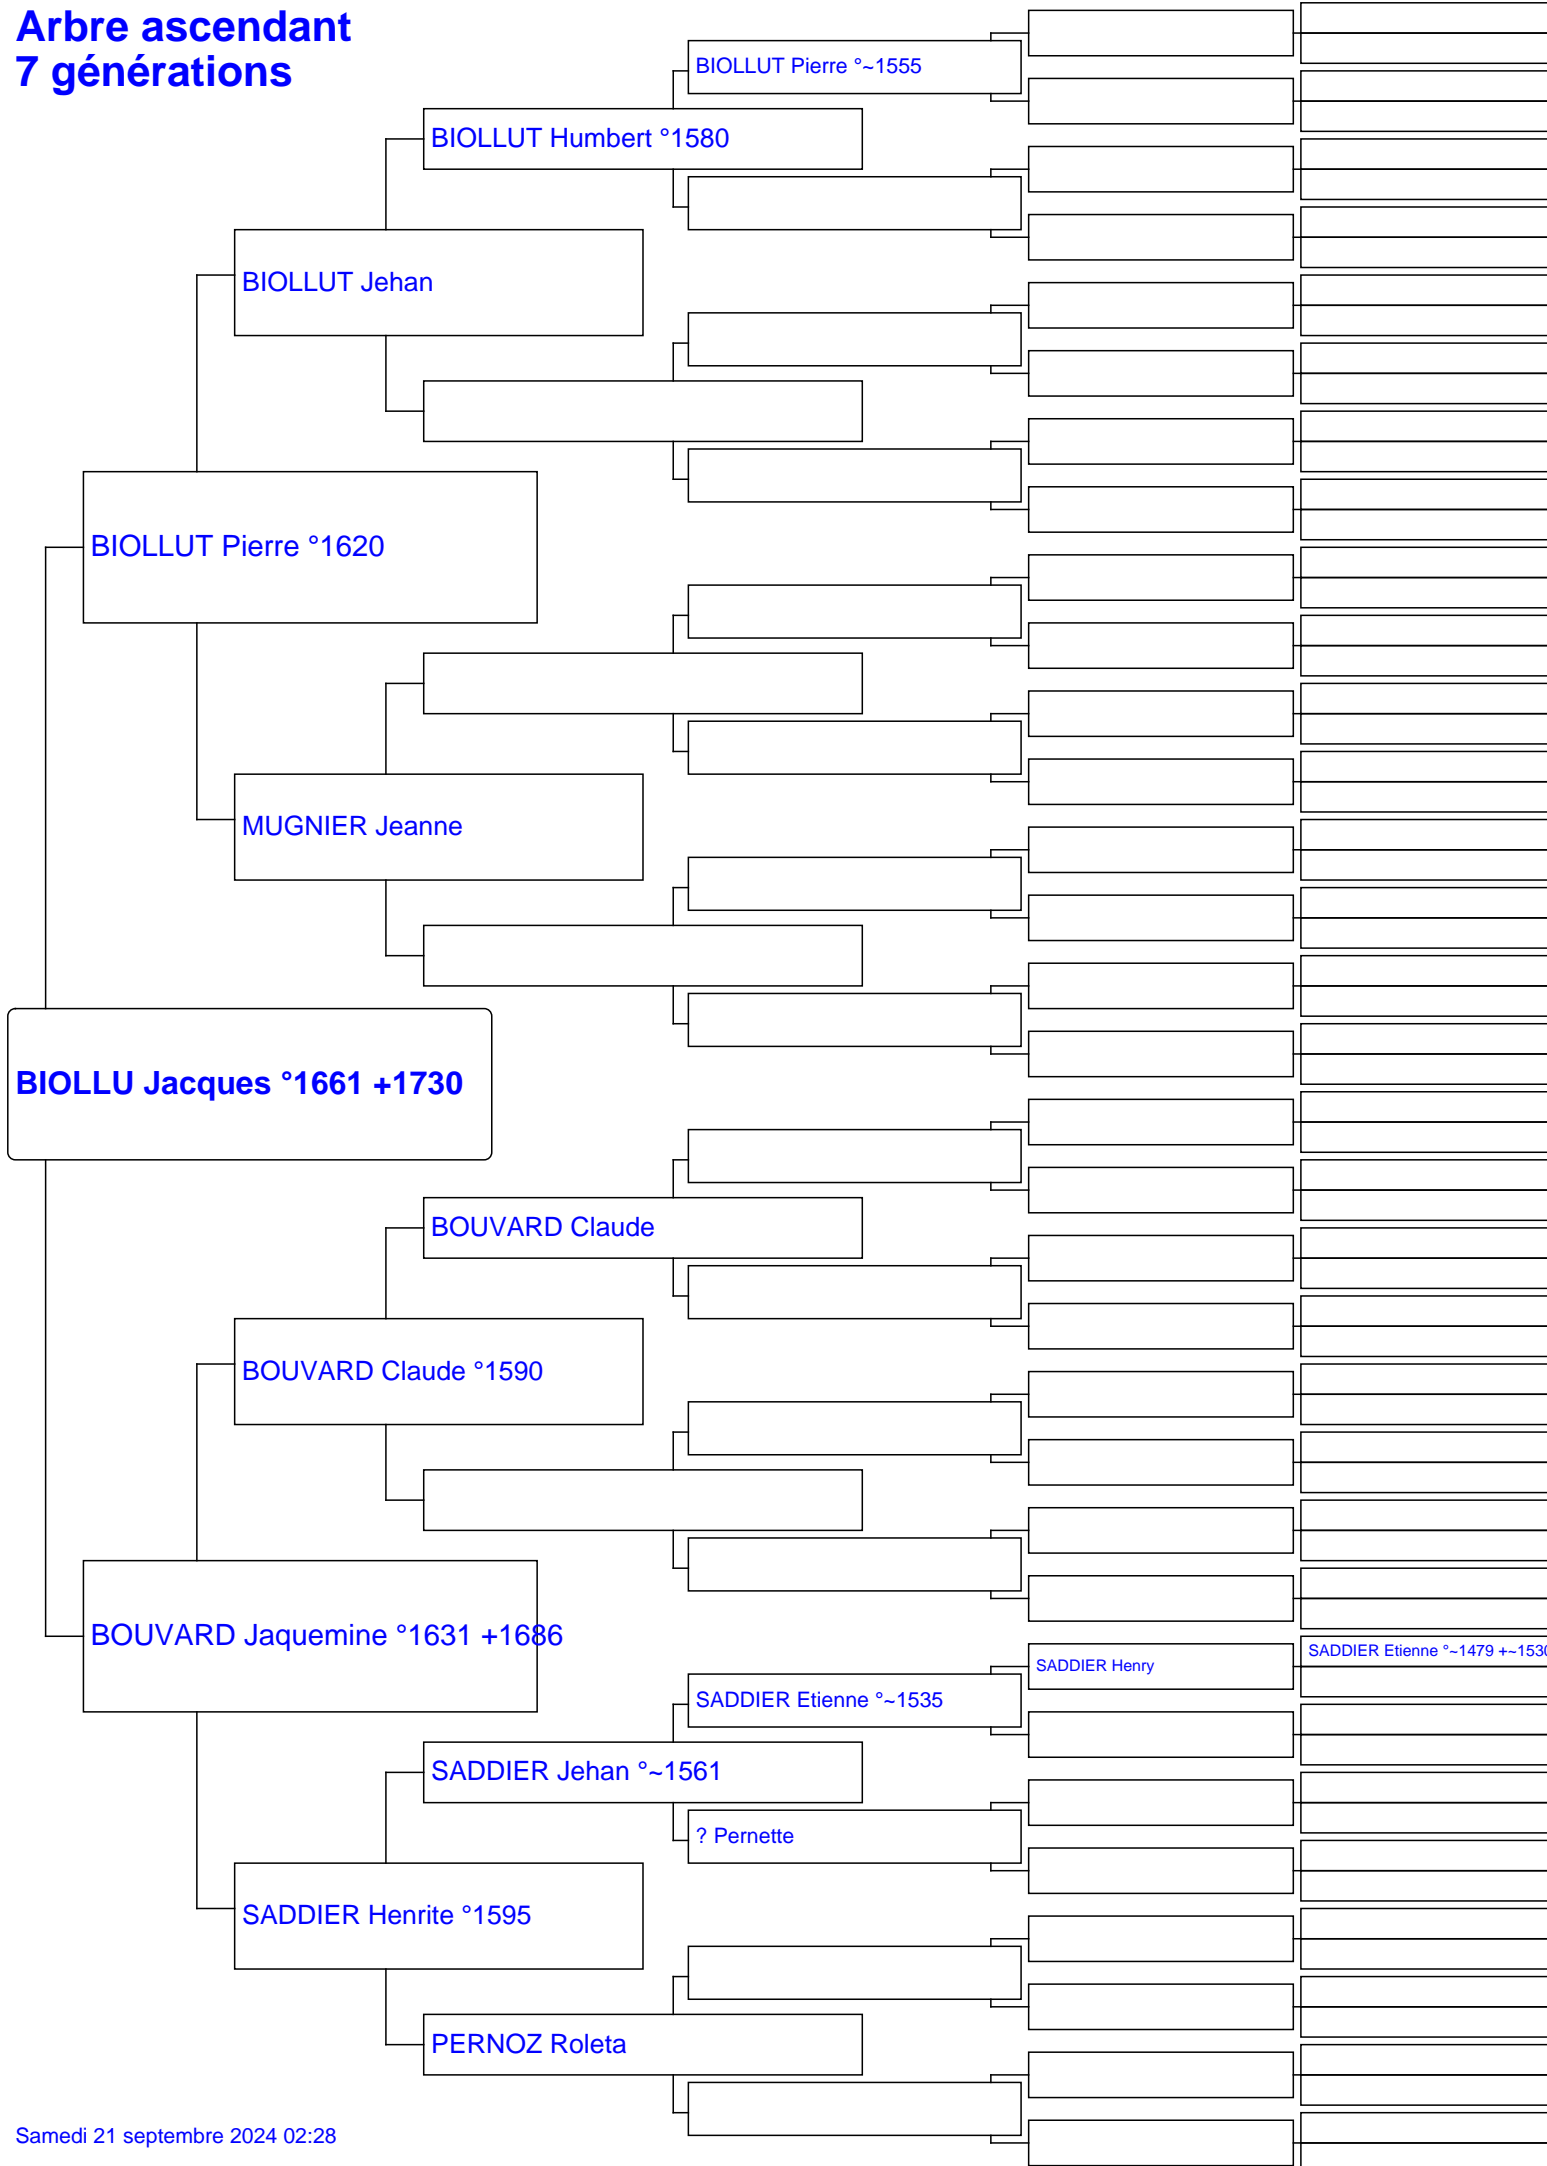 Arbre ascendant
7 générations
BIOLLUT Pierre °~1555
BIOLLUT Humbert °1580
BIOLLUT Jehan
BIOLLUT Pierre °1620
MUGNIER Jeanne
BIOLLU Jacques °1661 +1730
BOUVARD Claude
BOUVARD Claude °1590
BOUVARD Jaquemine °1631 +1686
SADDIER Etienne °~1479 +~1530
SADDIER Henry
SADDIER Etienne °~1535
SADDIER Jehan °~1561
? Pernette
SADDIER Henrite °1595
PERNOZ Roleta
Samedi 21 septembre 2024 02:28